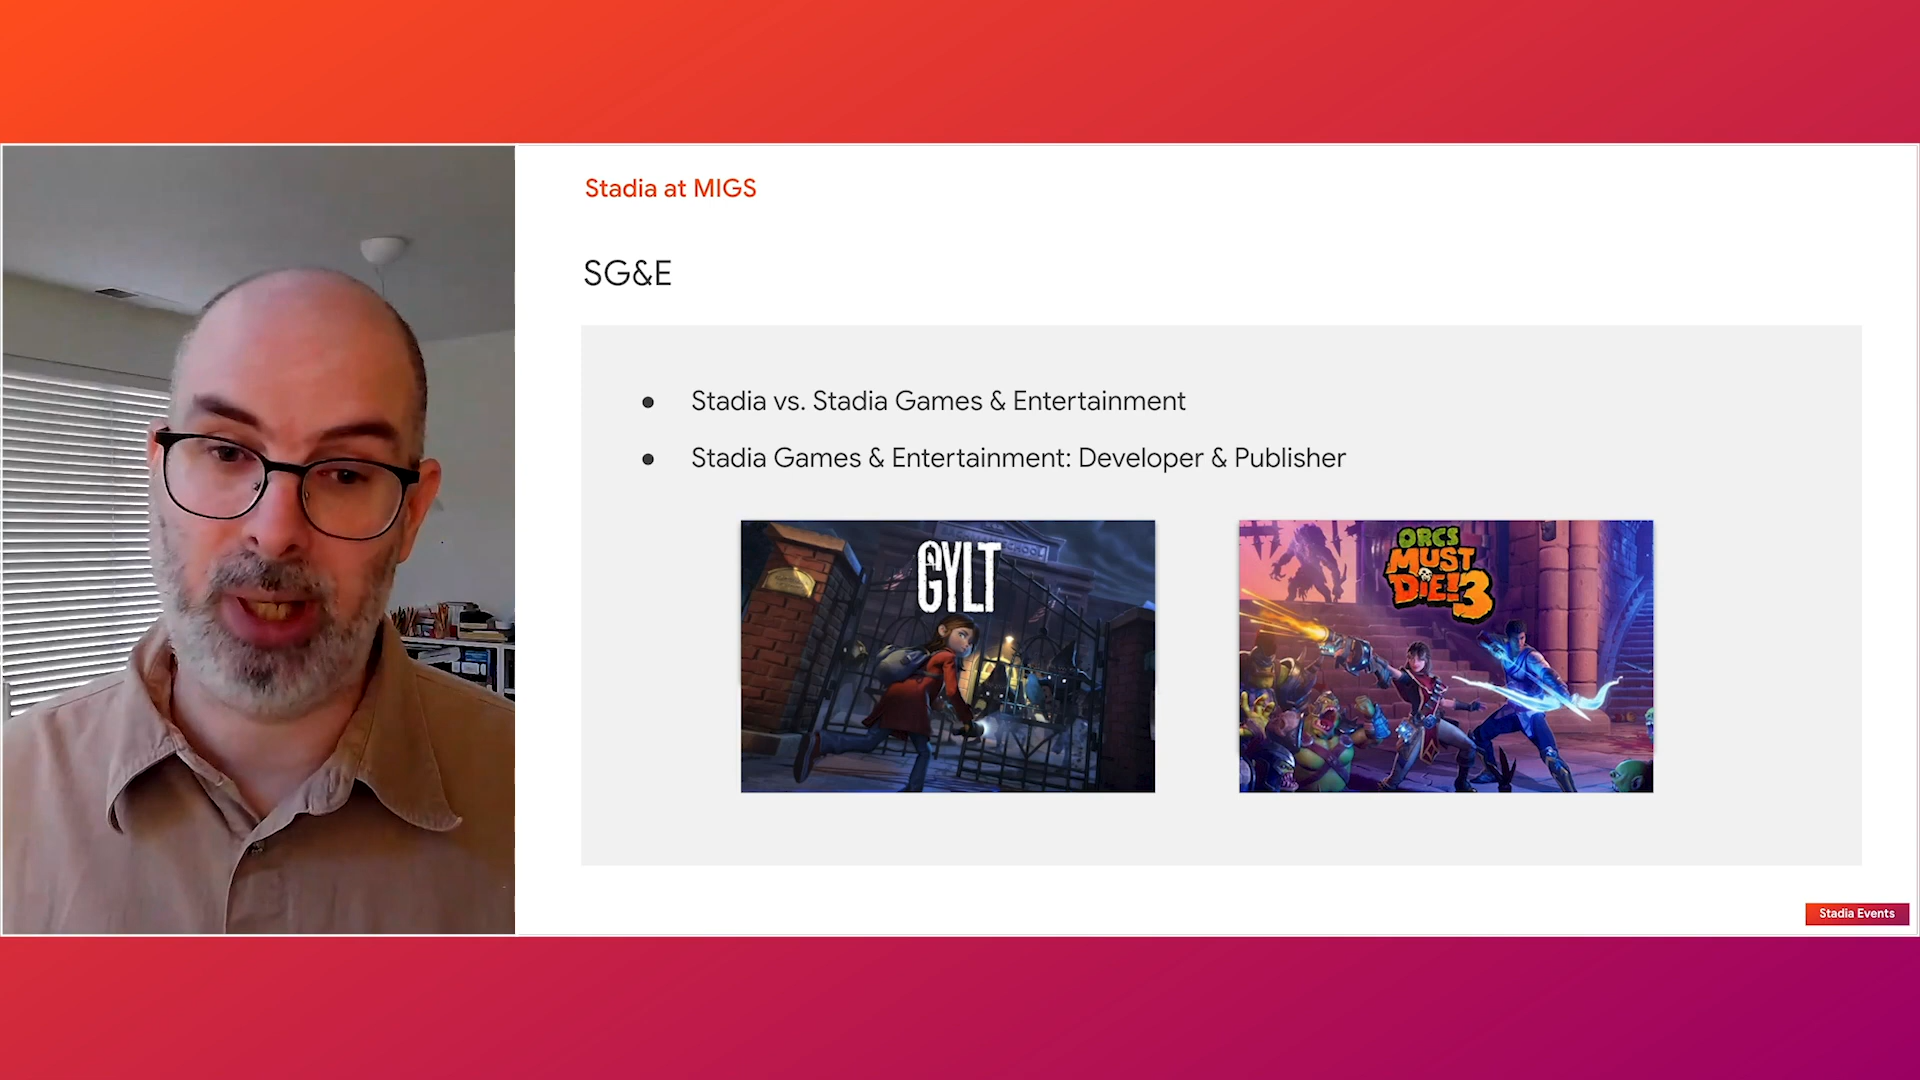 Stadia at MIGS
SG&E
● Stadia vs. Stadia Games & Entertainment
● Stadia Games & Entertainment: Developer & Publisher
SCHOOL
GYLT
ORCS
MUST
DIE!3
Stadia Events